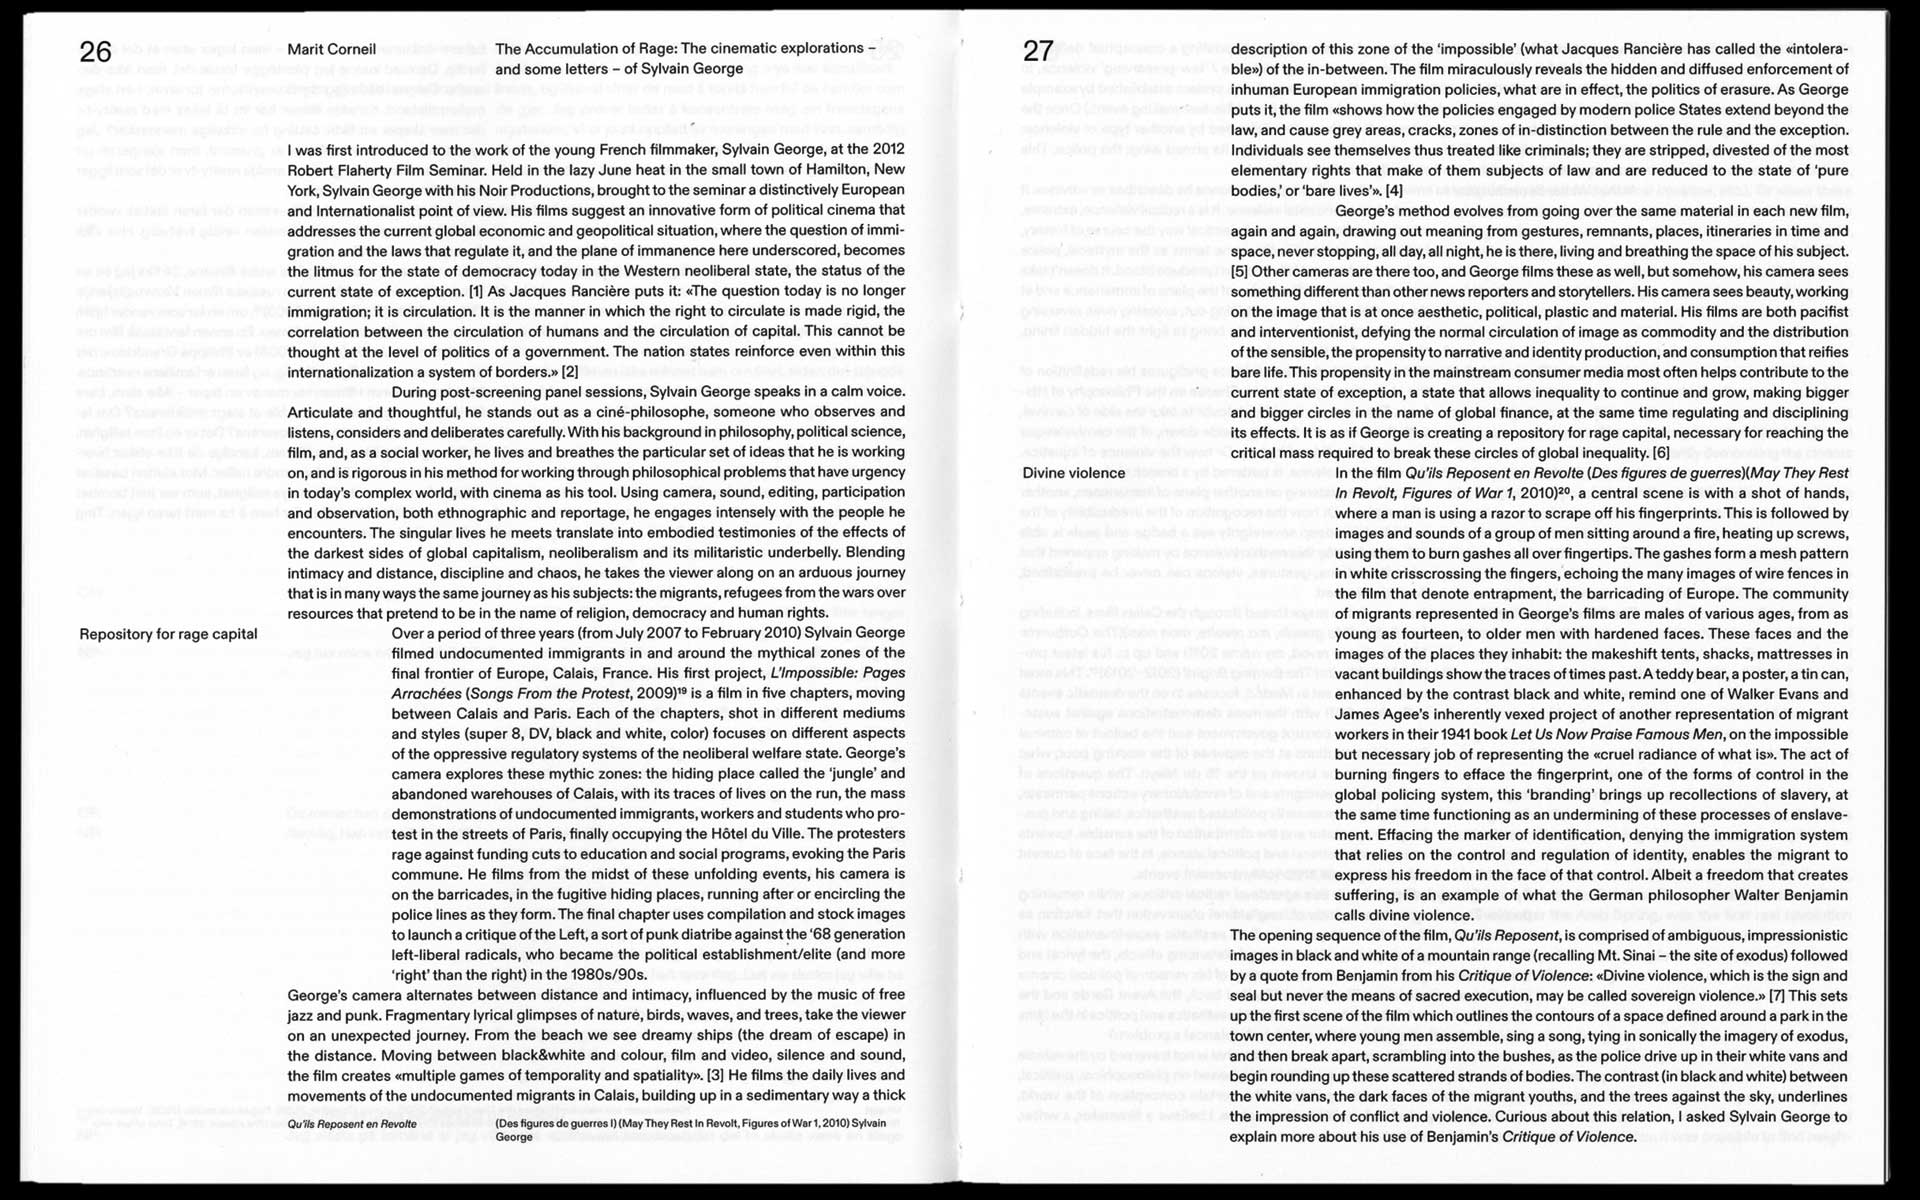 26
Marit Corneil
The Accumulation of Rage: The cinematic explorations –
and some letters – of Sylvain George
I was first introduced to the work of the young French filmmaker, Sylvain George, at the 2012
Robert Flaherty Film Seminar. Held in the lazy June heat in the small town of Hamilton, New
York, Sylvain George with his Noir Productions, brought to the seminar a distinctively European
and Internationalist point of view. His films suggest an innovative form of political cinema that
addresses the current global economic and geopolitical situation, where the question of immi-
gration and the laws that regulate it, and the plane of immanence here underscored, becomes
the litmus for the state of democracy today in the Western neoliberal state, the status of the
current state of exception. [1] As Jacques Rancière puts it: «The question today is no longer
immigration; it is circulation. It is the manner in which the right to circulate is made rigid, the
correlation between the circulation of humans and the circulation of capital. This cannot be
thought at the level of politics of a government. The nation states reinforce even within this
internationalization a system of borders.» [2]
During post-screening panel sessions, Sylvain George speaks in a calm voice.
Articulate and thoughtful, he stands out as a ciné-philosophe, someone who observes and
listens, considers and deliberates carefully. With his background in philosophy, political science,
film, and, as a social worker, he lives and breathes the particular set of ideas that he is working
on, and is rigorous in his method for working through philosophical problems that have urgency
in today's complex world, with cinema as his tool. Using camera, sound, editing, participation
and observation, both ethnographic and reportage, he engages intensely with the people he
encounters. The singular lives he meets translate into embodied testimonies of the effects of
the darkest sides of global capitalism, neoliberalism and its militaristic underbelly. Blending
intimacy and distance, discipline and chaos, he takes the viewer along on an arduous journey
that is in many ways the same journey as his subjects: the migrants, refugees from the wars over
resources that pretend to be in the name of religion, democracy and human rights.
Repository for rage capital
Over a period of three years (from July 2007 to February 2010) Sylvain George
filmed undocumented immigrants in and around the mythical zones of the
final frontier of Europe, Calais, France. His first project, L'Impossible: Pages
Arrachées (Songs From the Protest, 2009)¹⁹ is a film in five chapters, moving
between Calais and Paris. Each of the chapters, shot in different mediums
and styles (super 8, DV, black and white, color) focuses on different aspects
of the oppressive regulatory systems of the neoliberal welfare state. George's
camera explores these mythic zones: the hiding place called the 'jungle' and
abandoned warehouses of Calais, with its traces of lives on the run, the mass
demonstrations of undocumented immigrants, workers and students who pro-
test in the streets of Paris, finally occupying the Hôtel du Ville. The protesters
rage against funding cuts to education and social programs, evoking the Paris
commune. He films from the midst of these unfolding events, his camera is
on the barricades, in the fugitive hiding places, running after or encircling the
police lines as they form. The final chapter uses compilation and stock images
to launch a critique of the Left, a sort of punk diatribe against the '68 generation
left-liberal radicals, who became the political establishment/elite (and more
'right' than the right) in the 1980s/90s.
George's camera alternates between distance and intimacy, influenced by the music of free
jazz and punk. Fragmentary lyrical glimpses of nature, birds, waves, and trees, take the viewer
on an unexpected journey. From the beach we see dreamy ships (the dream of escape) in
the distance. Moving between black&white and colour, film and video, silence and sound,
the film creates «multiple games of temporality and spatiality». [3] He films the daily lives and
movements of the undocumented migrants in Calais, building up in a sedimentary way a thick
Qu'ils Reposent en Revolte
(Des figures de guerres I) (May They Rest In Revolt, Figures of War 1, 2010) Sylvain
George
27
description of this zone of the 'impossible' (what Jacques Rancière has called the «intolera-
ble») of the in-between. The film miraculously reveals the hidden and diffused enforcement of
inhuman European immigration policies, what are in effect, the politics of erasure. As George
puts it, the film «shows how the policies engaged by modern police States extend beyond the
law, and cause grey areas, cracks, zones of in-distinction between the rule and the exception.
Individuals see themselves thus treated like criminals; they are stripped, divested of the most
elementary rights that make of them subjects of law and are reduced to the state of 'pure
bodies,' or 'bare lives'». [4]
George's method evolves from going over the same material in each new film,
again and again, drawing out meaning from gestures, remnants, places, itineraries in time and
space, never stopping, all day, all night, he is there, living and breathing the space of his subject.
[5] Other cameras are there too, and George films these as well, but somehow, his camera sees
something different than other news reporters and storytellers. His camera sees beauty, working
on the image that is at once aesthetic, political, plastic and material. His films are both pacifist
and interventionist, defying the normal circulation of image as commodity and the distribution
of the sensible, the propensity to narrative and identity production, and consumption that reifies
bare life. This propensity in the mainstream consumer media most often helps contribute to the
current state of exception, a state that allows inequality to continue and grow, making bigger
and bigger circles in the name of global finance, at the same time regulating and disciplining
its effects. It is as if George is creating a repository for rage capital, necessary for reaching the
critical mass required to break these circles of global inequality. [6]
Divine violence
In the film Qu'ils Reposent en Revolte (Des figures de guerres)(May They Rest
In Revolt, Figures of War 1, 2010)²⁰, a central scene is with a shot of hands,
where a man is using a razor to scrape off his fingerprints. This is followed by
images and sounds of a group of men sitting around a fire, heating up screws,
using them to burn gashes all over fingertips. The gashes form a mesh pattern
in white crisscrossing the fingers, echoing the many images of wire fences in
the film that denote entrapment, the barricading of Europe. The community
of migrants represented in George's films are males of various ages, from as
young as fourteen, to older men with hardened faces. These faces and the
images of the places they inhabit: the makeshift tents, shacks, mattresses in
vacant buildings show the traces of times past. A teddy bear, a poster, a tin can,
enhanced by the contrast black and white, remind one of Walker Evans and
James Agee's inherently vexed project of another representation of migrant
workers in their 1941 book Let Us Now Praise Famous Men, on the impossible
but necessary job of representing the «cruel radiance of what is». The act of
burning fingers to efface the fingerprint, one of the forms of control in the
global policing system, this 'branding' brings up recollections of slavery, at
the same time functioning as an undermining of these processes of enslave-
ment. Effacing the marker of identification, denying the immigration system
that relies on the control and regulation of identity, enables the migrant to
express his freedom in the face of that control. Albeit a freedom that creates
suffering, is an example of what the German philosopher Walter Benjamin
calls divine violence.
The opening sequence of the film, Qu'ils Reposent, is comprised of ambiguous, impressionistic
images in black and white of a mountain range (recalling Mt. Sinai – the site of exodus) followed
by a quote from Benjamin from his Critique of Violence: «Divine violence, which is the sign and
seal but never the means of sacred execution, may be called sovereign violence.» [7] This sets
up the first scene of the film which outlines the contours of a space defined around a park in the
town center, where young men assemble, sing a song, tying in sonically the imagery of exodus,
and then break apart, scrambling into the bushes, as the police drive up in their white vans and
begin rounding up these scattered strands of bodies. The contrast (in black and white) between
the white vans, the dark faces of the migrant youths, and the trees against the sky, underlines
the impression of conflict and violence. Curious about this relation, I asked Sylvain George to
explain more about his use of Benjamin's Critique of Violence.